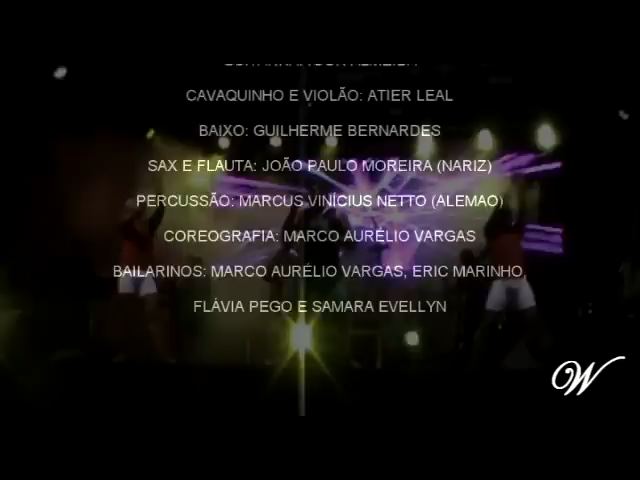 CAVAQUINHO E VIOLÃO: ATIER LEAL
BAIXO: GUILHERME BERNARDES
SAX E FLAUTA: JOÃO PAULO MOREIRA (NARIZ)
PERCUSSÃO: MARCUS VINÍCIUS NETTO (ALEMAO)
COREOGRAFIA: MARCO AURÉLIO VARGAS
BAILARINOS: MARCO AURÉLIO VARGAS, ERIC MARINHO,
FLÁVIA PEGO E SAMARA EVELLYN
W